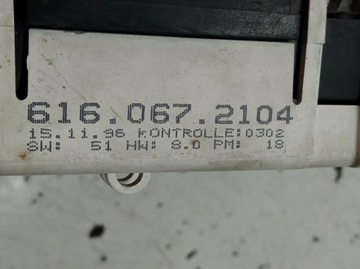 616.067.2104
15.11.96 KONTROLLE:0302
SW: 51 HW: 8.0 PM: 18